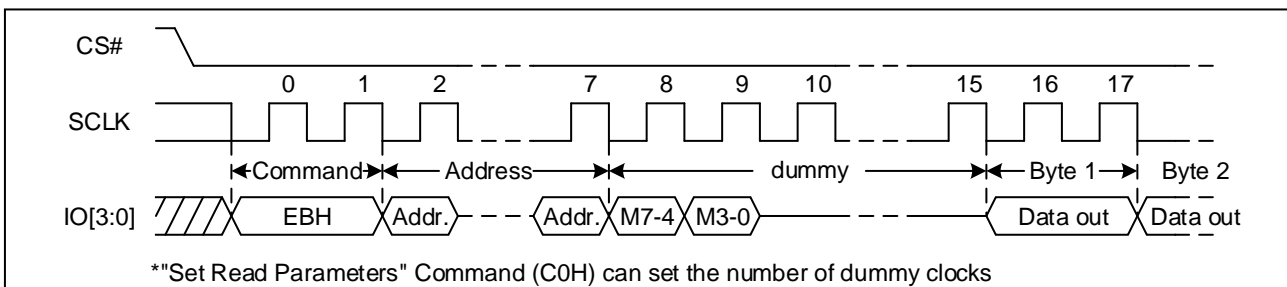 CS#
0 1 2 7 8 9 10 15 16 17
SCLK
Command Address dummy Byte 1 Byte 2
IO[3:0] EBH Addr. Addr. M7-4 M3-0 Data out Data out
*"Set Read Parameters" Command (C0H) can set the number of dummy clocks